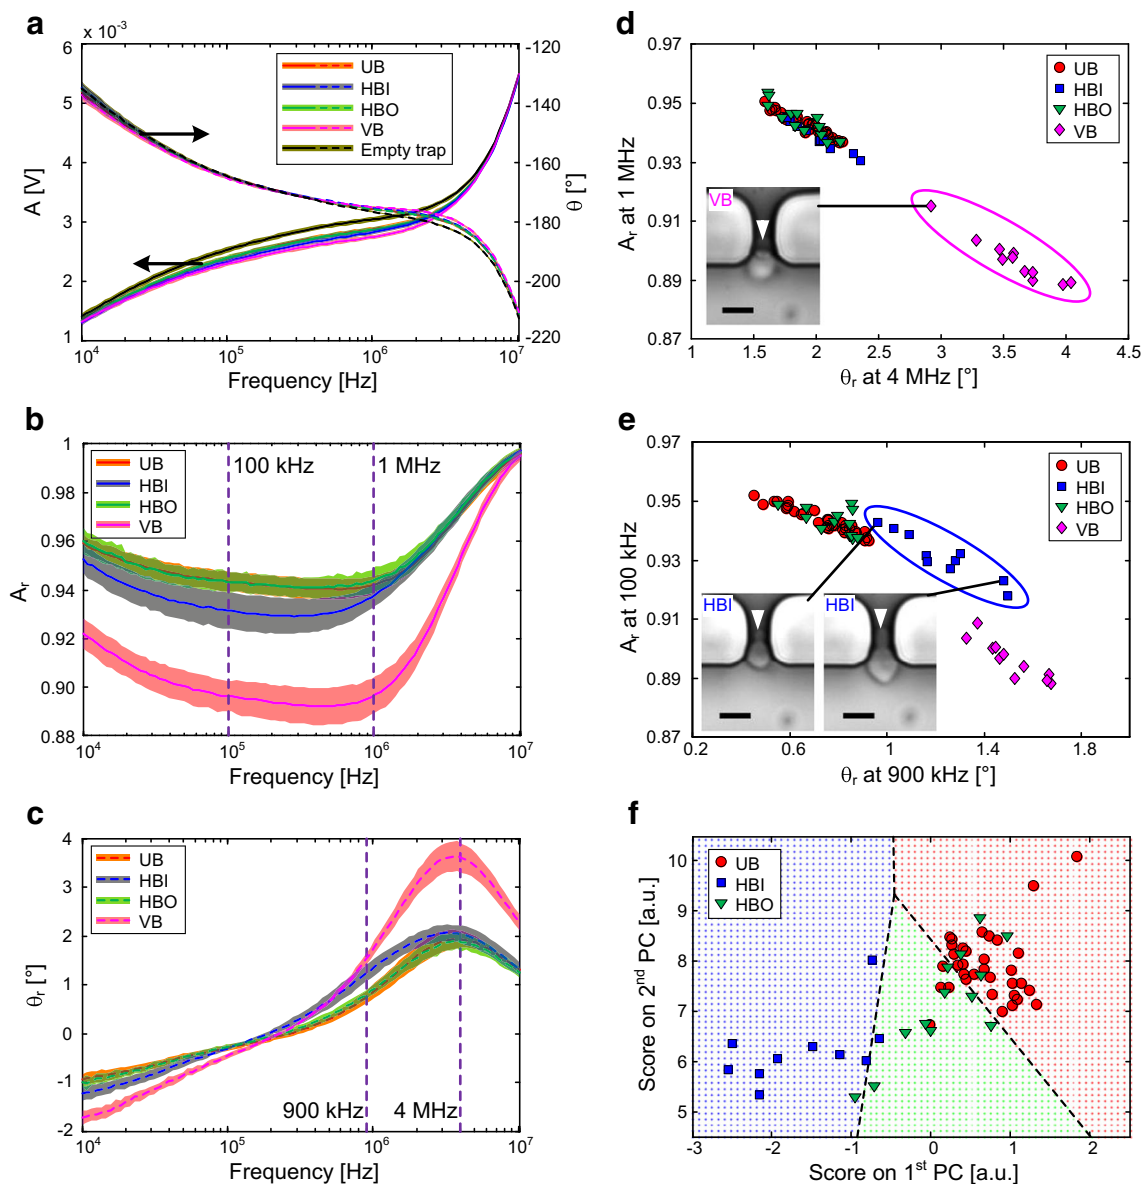 a
x 10⁻³
6
5
4
3
2
1
A [V]
-120
-140
-160
-180
-200
-220
θ [°]
UB
HBI
HBO
VB
Empty trap
10⁴
10⁵
10⁶
10⁷
Frequency [Hz]
b
1
0.98
0.96
0.94
0.92
0.90
0.88
Aᵣ
UB
HBI
HBO
VB
100 kHz
1 MHz
10⁴
10⁵
10⁶
10⁷
Frequency [Hz]
c
4
3
2
1
0
-1
-2
θᵣ [°]
UB
HBI
HBO
VB
900 kHz
4 MHz
10⁴
10⁵
10⁶
10⁷
Frequency [Hz]
d
0.97
0.95
0.93
0.91
0.89
0.87
Aᵣ at 1 MHz
UB
HBI
HBO
VB
VB
1
1.5
2
2.5
3
3.5
4
4.5
θᵣ at 4 MHz [°]
e
0.97
0.95
0.93
0.91
0.89
0.87
Aᵣ at 100 kHz
UB
HBI
HBO
VB
HBI
HBI
0.2
0.6
1
1.4
1.8
θᵣ at 900 kHz [°]
f
10
9
8
7
6
5
Score on 2ⁿᵈ PC [a.u.]
UB
HBI
HBO
-3
-2
-1
0
1
2
Score on 1ˢᵗ PC [a.u.]